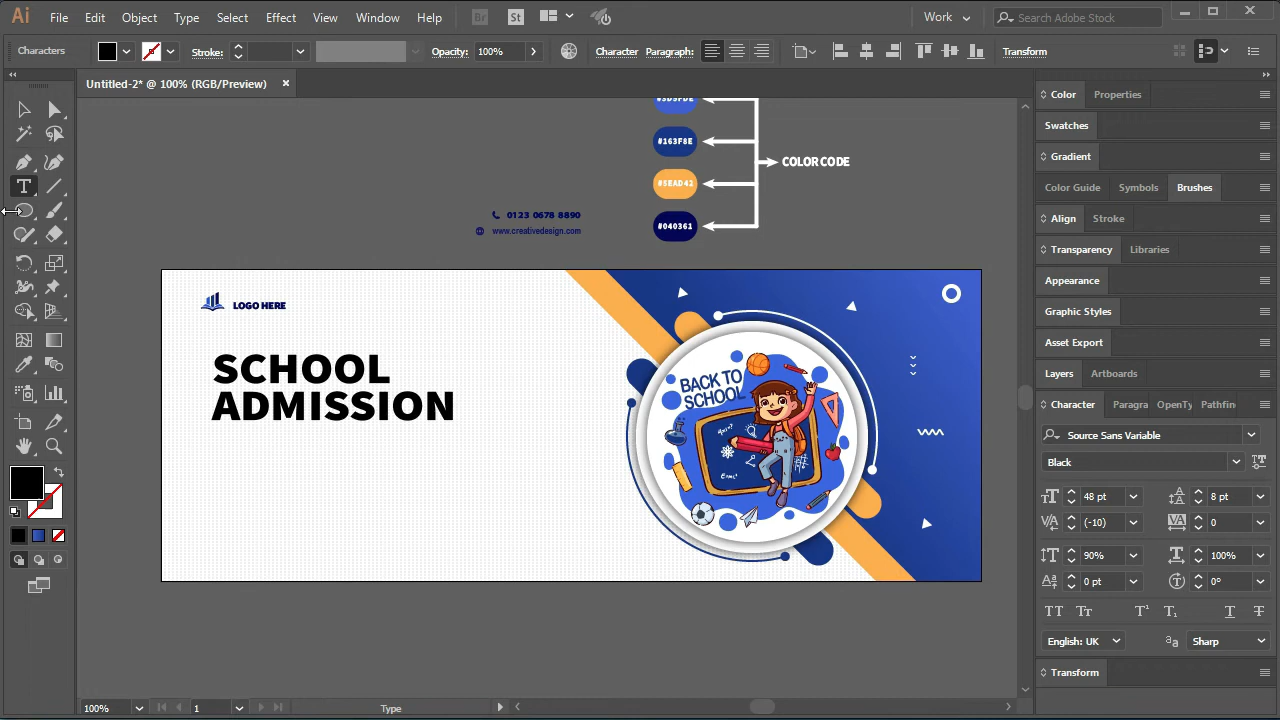 Ai File Edit Object Type Select Effect View Window Help Br St Work Search Adobe Stock
Characters Stroke: Opacity: 100% Character Paragraph: Transform
Untitled-2* @ 100% (RGB/Preview)
Color Properties
Swatches
Gradient
Color Guide Symbols Brushes
Align Stroke
Transparency Libraries
Appearance
Graphic Styles
Asset Export
Layers Artboards
Character Paragra OpenTy Pathfin
Source Sans Variable
Black
48 pt 8 pt
(-10) 0
90% 100%
0 pt 0°
English: UK Sharp
Transform
#163F8E
COLOR CODE
#5EAD42
#040361
0123 0678 8890
www.creativedesign.com
LOGO HERE
SCHOOL
ADMISSION
BACK TO
SCHOOL
100% 1 Type